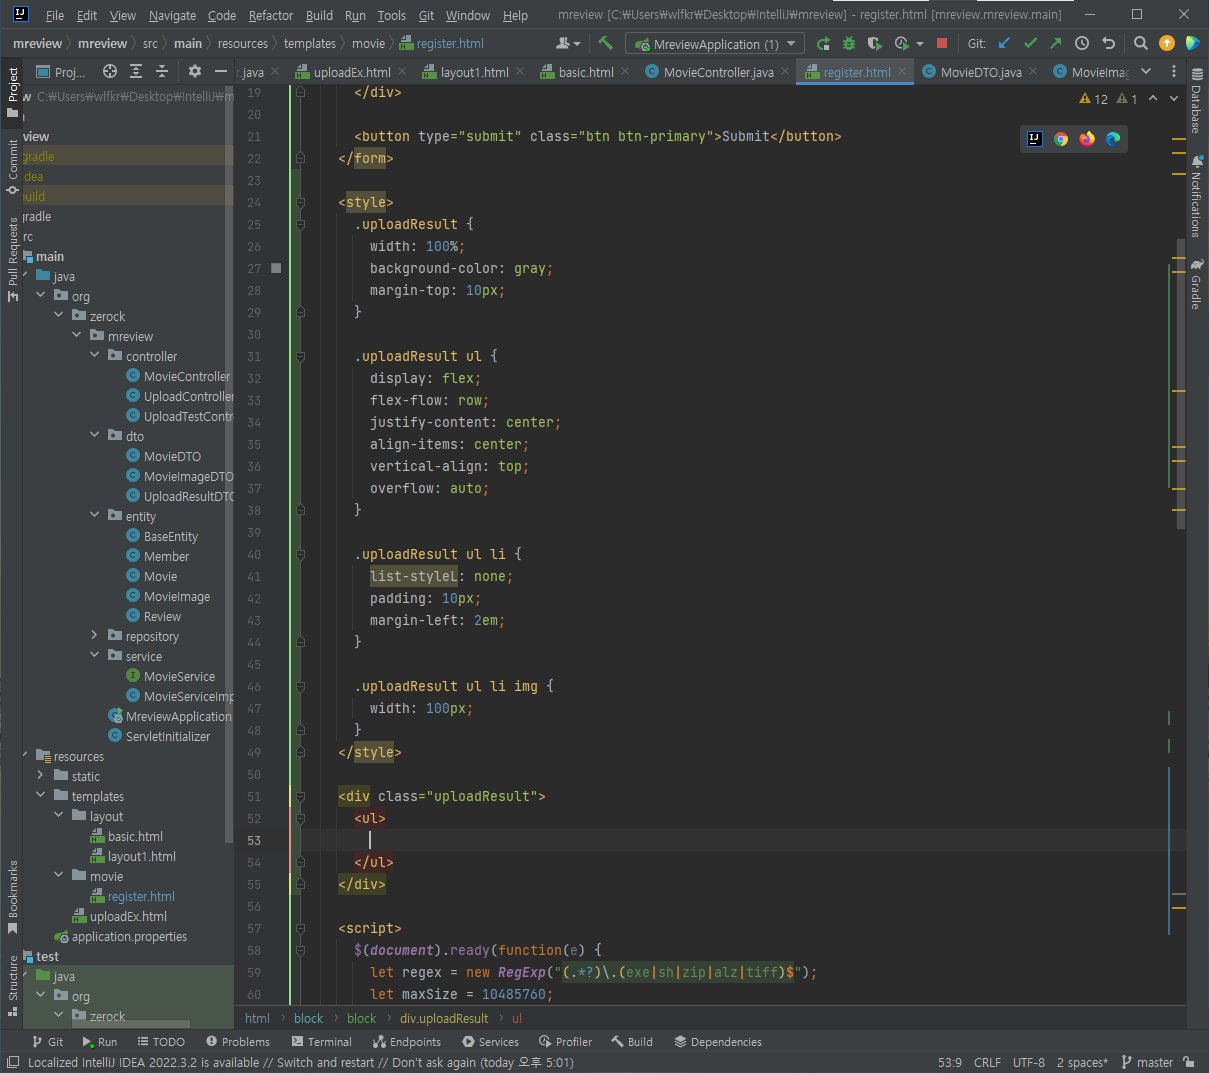 File Edit View Navigate Code Refactor Build Run Tools Git Window Help mreview [C:₩Users₩wlfkr₩Desktop₩IntelliJ₩mreview] - register.html [mreview.mreview.main]
mreview mreview src main resources templates movie register.html MreviewApplication (1) Git:
Proj... r.java uploadEx.html layout1.html basic.html MovieController.java register.html MovieDTO.java MovieImag
Project
Commit
Pull Requests
Bookmarks
Structure
w C:₩Users₩wlfkr₩Desktop₩IntelliJ₩m
view
gradle
dea
uild
gradle
rc
main
java
org
zerock
mreview
controller
MovieController
UploadController
UploadTestContr
dto
MovieDTO
MovieImageDTO
UploadResultDTO
entity
BaseEntity
Member
Movie
MovieImage
Review
repository
service
MovieService
MovieServiceImp
MreviewApplication
ServletInitializer
resources
static
templates
layout
basic.html
layout1.html
movie
register.html
uploadEx.html
application.properties
test
java
org
zerock
12 1
19 </div>
20
21 <button type="submit" class="btn btn-primary">Submit</button>
22 </form>
23
24 <style>
25 .uploadResult {
26 width: 100%;
27 background-color: gray;
28 margin-top: 10px;
29 }
30
31 .uploadResult ul {
32 display: flex;
33 flex-flow: row;
34 justify-content: center;
35 align-items: center;
36 vertical-align: top;
37 overflow: auto;
38 }
39
40 .uploadResult ul li {
41 list-styleL: none;
42 padding: 10px;
43 margin-left: 2em;
44 }
45
46 .uploadResult ul li img {
47 width: 100px;
48 }
49 </style>
50
51 <div class="uploadResult">
52 <ul>
53
54 </ul>
55 </div>
56
57 <script>
58 $(document).ready(function(e) {
59 let regex = new RegExp("(.*?)\.(exe|sh|zip|alz|tiff)$");
60 let maxSize = 10485760;
Database
Notifications
Gradle
html block block div.uploadResult ul
Git Run TODO Problems Terminal Endpoints Services Profiler Build Dependencies
Localized IntelliJ IDEA 2022.3.2 is available // Switch and restart // Don't ask again (today 오후 5:01) 53:9 CRLF UTF-8 2 spaces* master